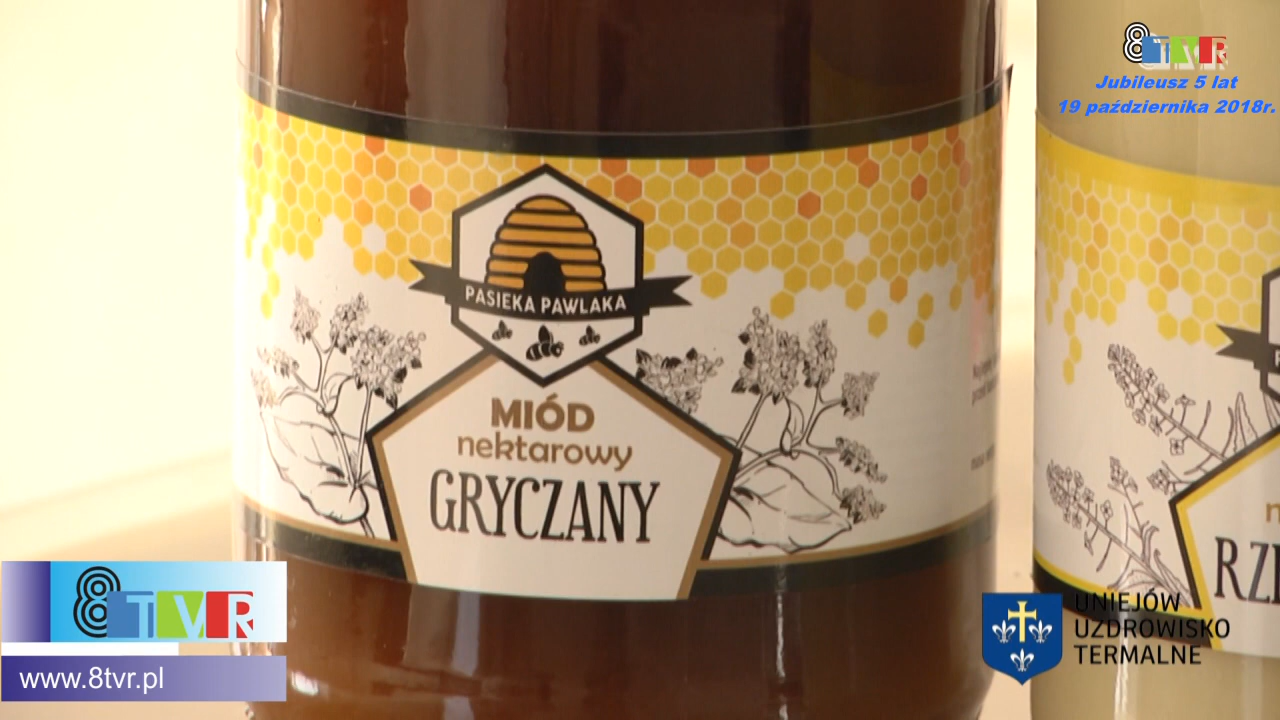 8TVR
Jubileusz 5 lat
19 października 2018r.
PASIEKA PAWLAKA
MIÓD
nektarowy
GRYCZANY
8TVR
www.8tvr.pl
UNIEJÓW
UZDROWISKO
TERMALNE